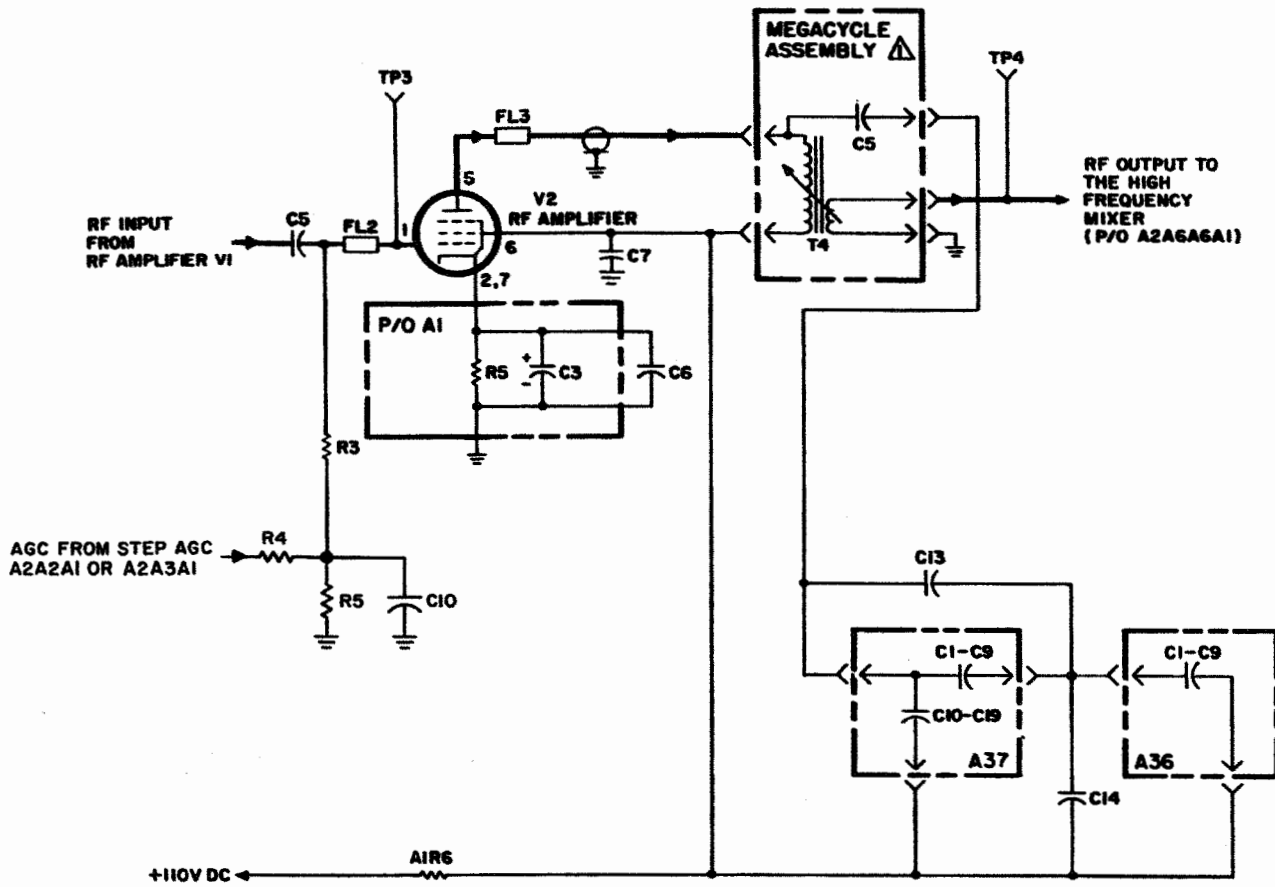 MEGACYCLE
ASSEMBLY
1
TP3
TP4
FL3
C5
5
V2
RF AMPLIFIER
RF INPUT
FROM
RF AMPLIFIER V1
C5
FL2
1
6
2,7
C7
T4
RF OUTPUT TO
THE HIGH
FREQUENCY
MIXER
(P/O A2A6A6A1)
P/O A1
R5
+
-
C3
C6
R3
AGC FROM STEP AGC
A2A2A1 OR A2A3A1
R4
R5
C10
C13
C1-C9
C10-C19
A37
C1-C9
A36
C14
+110V DC
A1R6